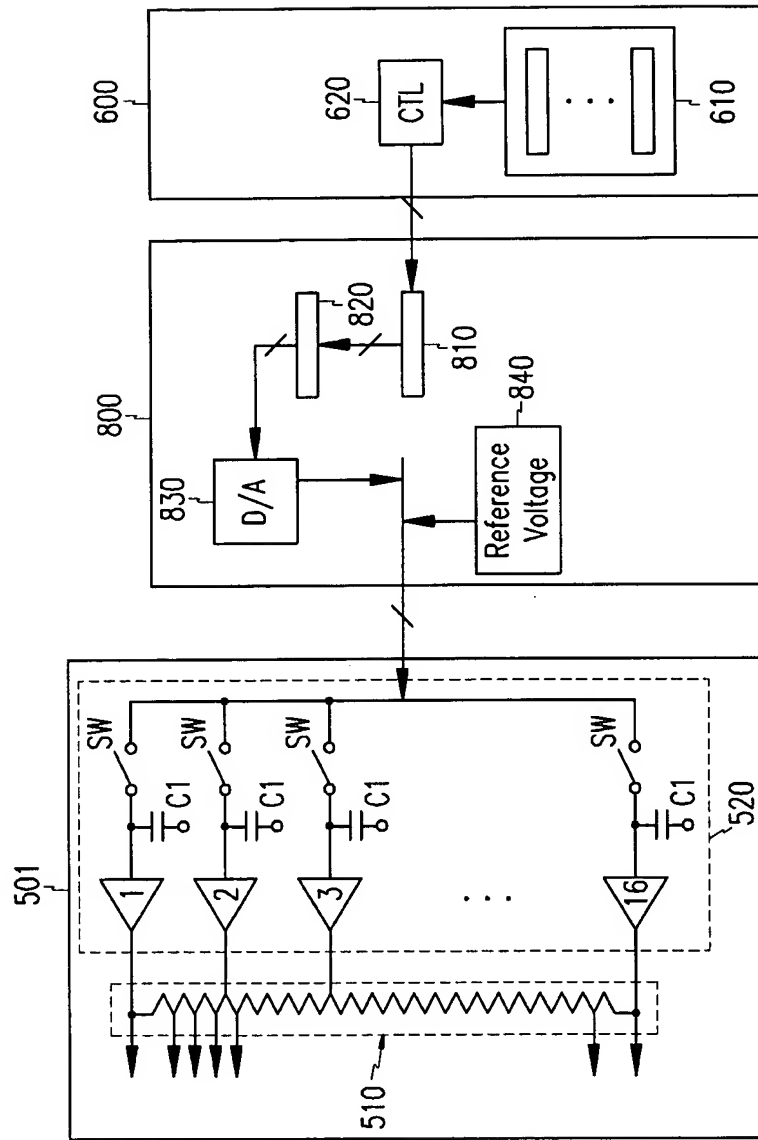 501
SW
SW
SW
SW
C1
C1
C1
C1
1
2
3
. . .
16
510
520
800
830
D/A
820
810
840
Reference
Voltage
600
620
CTL
. . .
610